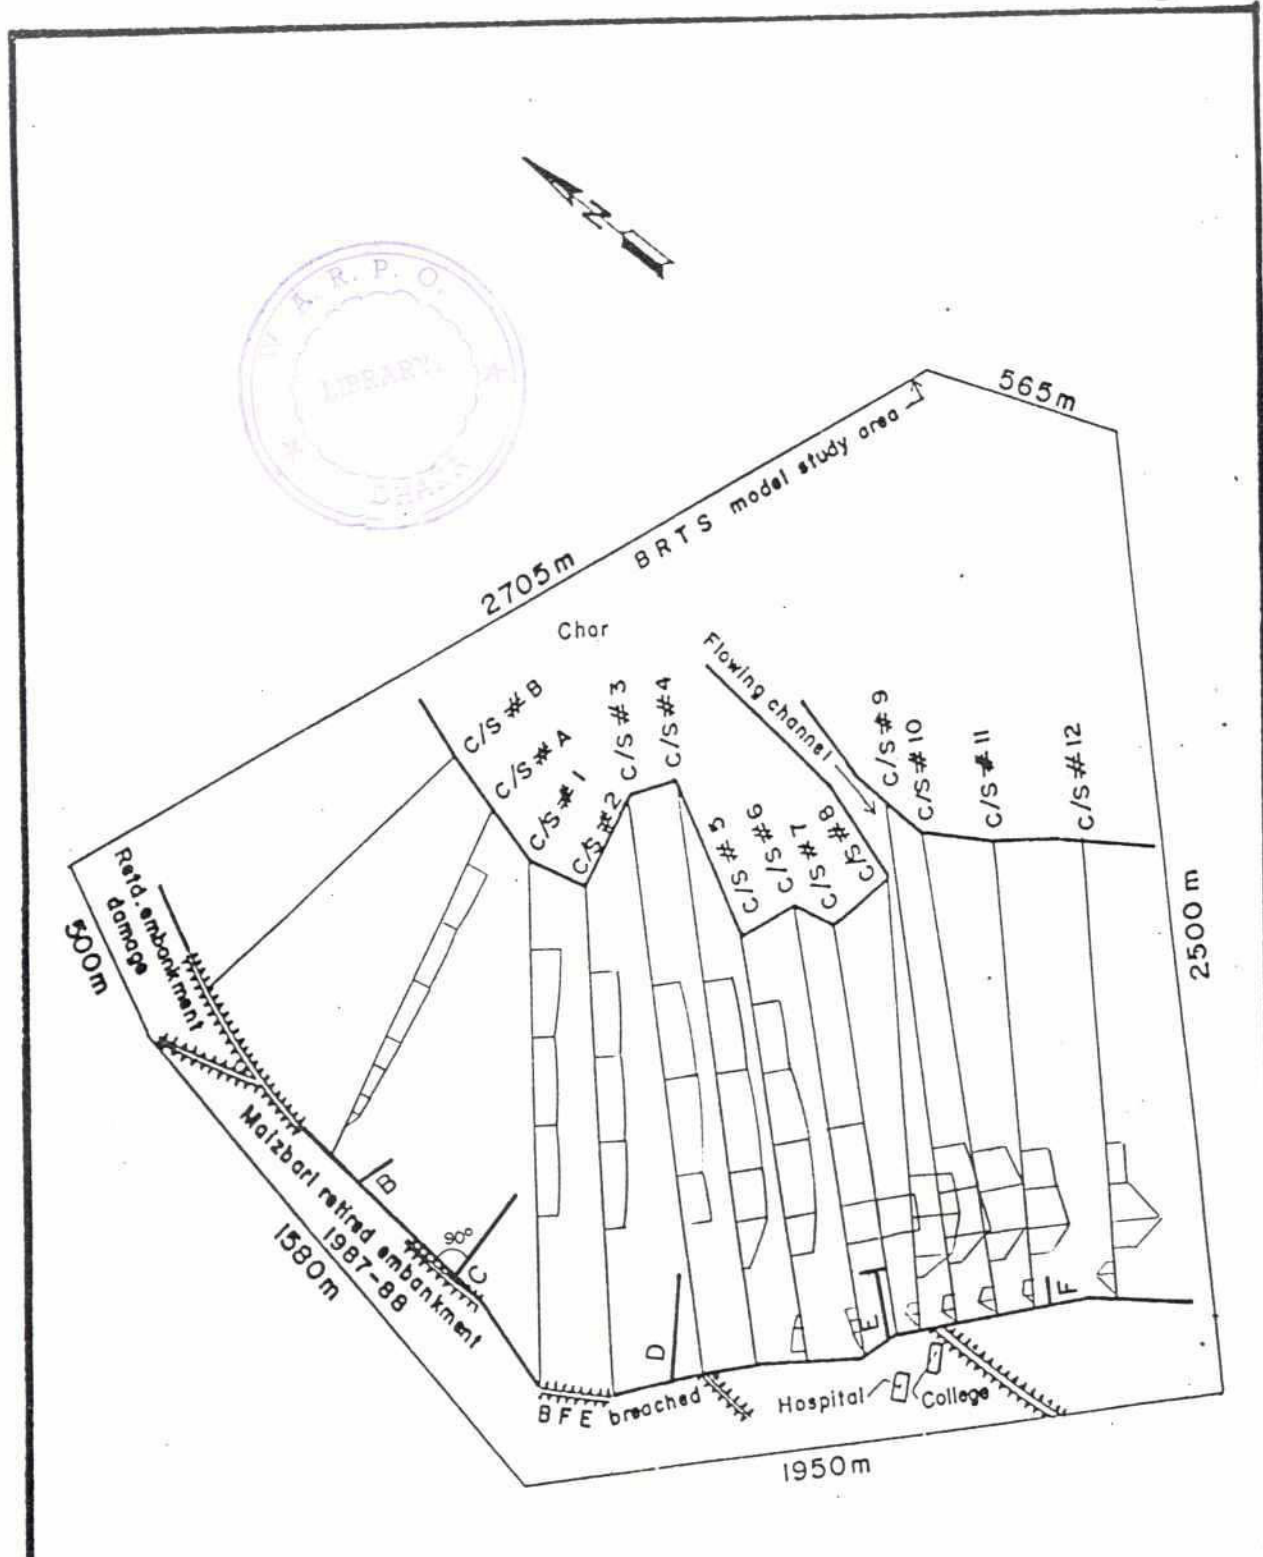 N
W. A. R. P. O.
LIBRARY.
DHAKA
565m
BRTS model study area
2705m
Char
Flowing channel
C/S # B
C/S # A
C/S # 1
C/S # 2
C/S # 3
C/S # 4
C/S # 5
C/S # 6
C/S # 7
C/S # 8
C/S # 9
C/S # 10
C/S # 11
C/S # 12
2500 m
Retd. embankment
damage
500m
Maizbari retired embankment
1987-88
1580m
B
90°
C
D
E
F
BFE breached
Hospital
College
1950m